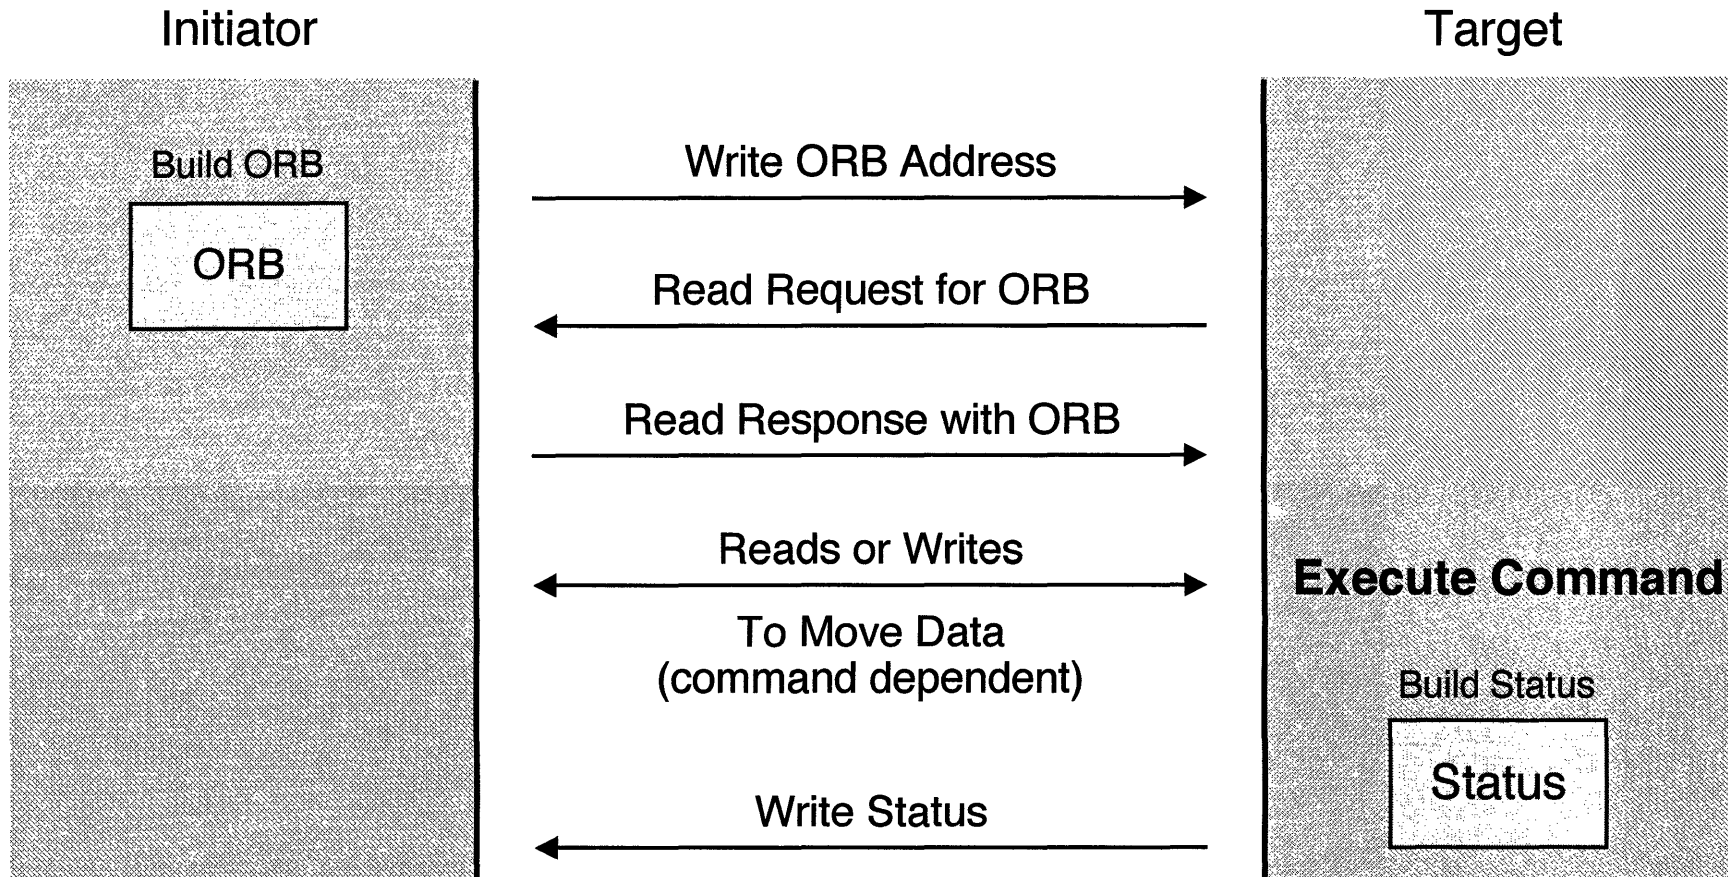 Initiator
Target
Build ORB
ORB
Write ORB Address
Read Request for ORB
Read Response with ORB
Reads or Writes
To Move Data
(command dependent)
Execute Command
Build Status
Status
Write Status